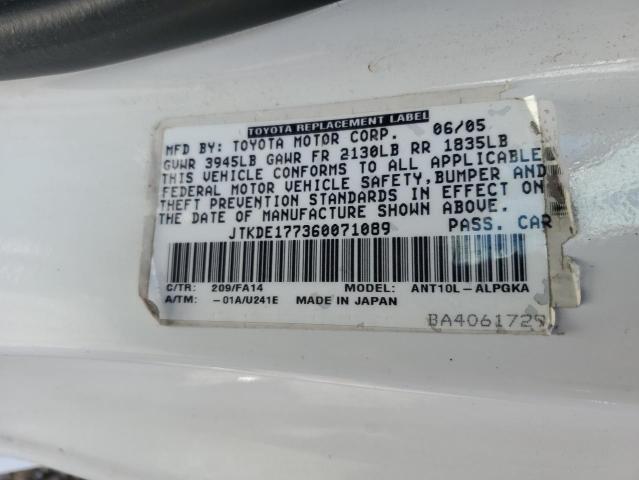 TOYOTA REPLACEMENT LABEL
MFD BY: TOYOTA MOTOR CORP. 06/05
GVWR 3945LB GAWR FR 2130LB RR 1835LB
THIS VEHICLE CONFORMS TO ALL APPLICABLE
FEDERAL MOTOR VEHICLE SAFETY, BUMPER AND
THEFT PREVENTION STANDARDS IN EFFECT ON
THE DATE OF MANUFACTURE SHOWN ABOVE.
JTKDE177360071089 PASS. CAR
C/TR: 209/FA14 MODEL: ANT10L-ALPGKA
A/TM: -01A/U241E MADE IN JAPAN
BA4061729